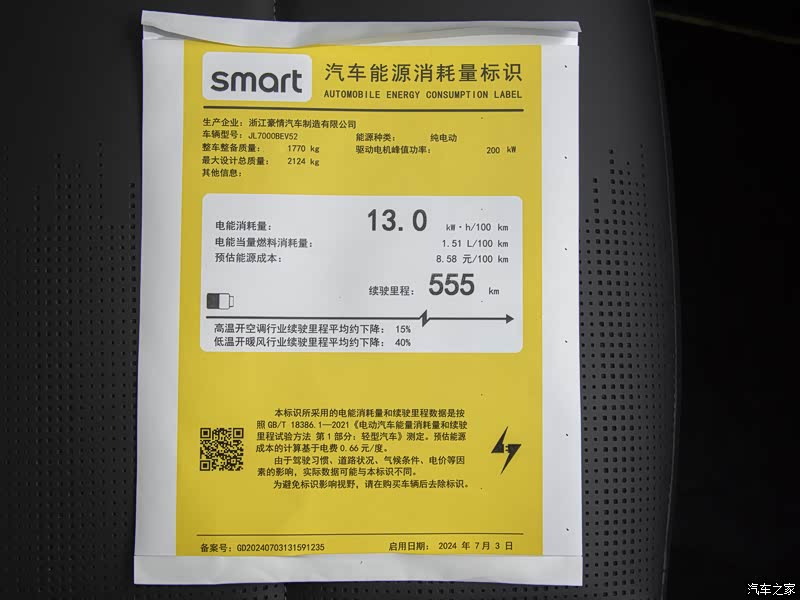 smart
汽车能源消耗量标识
AUTOMOBILE ENERGY CONSUMPTION LABEL
生产企业：浙江豪情汽车制造有限公司
车辆型号：JL7000BEV52 能源种类：纯电动
整车整备质量：1770 kg 驱动电机峰值功率：200 kW
最大设计总质量：2124 kg
其他信息：
电能消耗量：13.0 kW·h/100 km
电能当量燃料消耗量：1.51 L/100 km
预估能源成本：8.58 元/100 km
续驶里程：555 km
高温开空调行业续驶里程平均约下降：15%
低温开暖风行业续驶里程平均约下降：40%
本标识所采用的电能消耗量和续驶里程数据是按
照 GB/T 18386.1—2021《电动汽车能量消耗量和续驶
里程试验方法 第1部分：轻型汽车》测定。预估能源
成本的计算基于电费 0.66 元/度。
由于驾驶习惯、道路状况、气候条件、电价等因
素的影响，实际数据可能与本标识不同。
为避免标识影响视野，请在购买车辆后去除标识。
备案号：GD20240703131591235 启用日期：2024 年 7 月 3 日
汽车之家